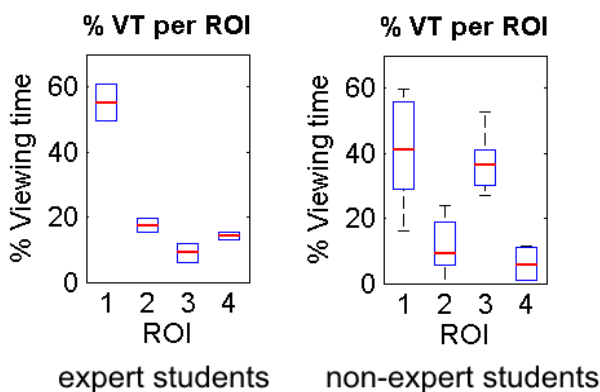 % VT per ROI
% Viewing time
60
40
20
0
1 2 3 4
ROI
expert students
% VT per ROI
% Viewing time
60
40
20
0
1 2 3 4
ROI
non-expert students